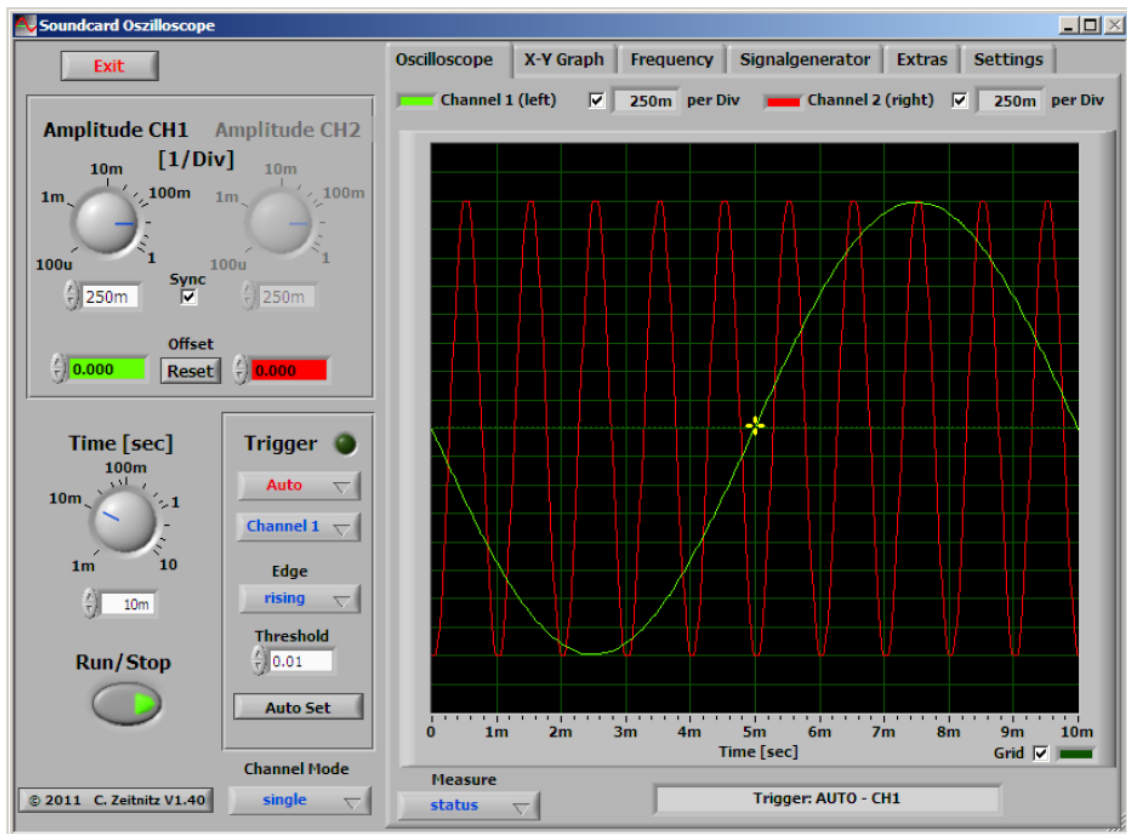 Soundcard Oszilloscope
Exit
Amplitude CH1 Amplitude CH2
[1/Div]
10m 10m
1m 100m 1m 100m
100u 1 100u 1
Sync
250m 250m
Offset
0.000 Reset 0.000
Time [sec]
100m
10m 1
1m 10
10m
Run/Stop
Trigger
Auto
Channel 1
Edge
rising
Threshold
0.01
Auto Set
Channel Mode
single
© 2011 C. Zeitnitz V1.40
Oscilloscope X-Y Graph Frequency Signalgenerator Extras Settings
Channel 1 (left) 250m per Div Channel 2 (right) 250m per Div
0 1m 2m 3m 4m 5m 6m 7m 8m 9m 10m
Time [sec]
Grid
Measure
status
Trigger: AUTO - CH1